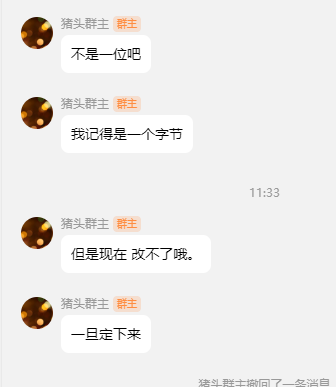 猪头群主 群主
不是一位吧
猪头群主 群主
我记得是一个字节
11:33
猪头群主 群主
但是现在 改不了哦。
猪头群主 群主
一旦定下来
猪头群主撤回了一条消息